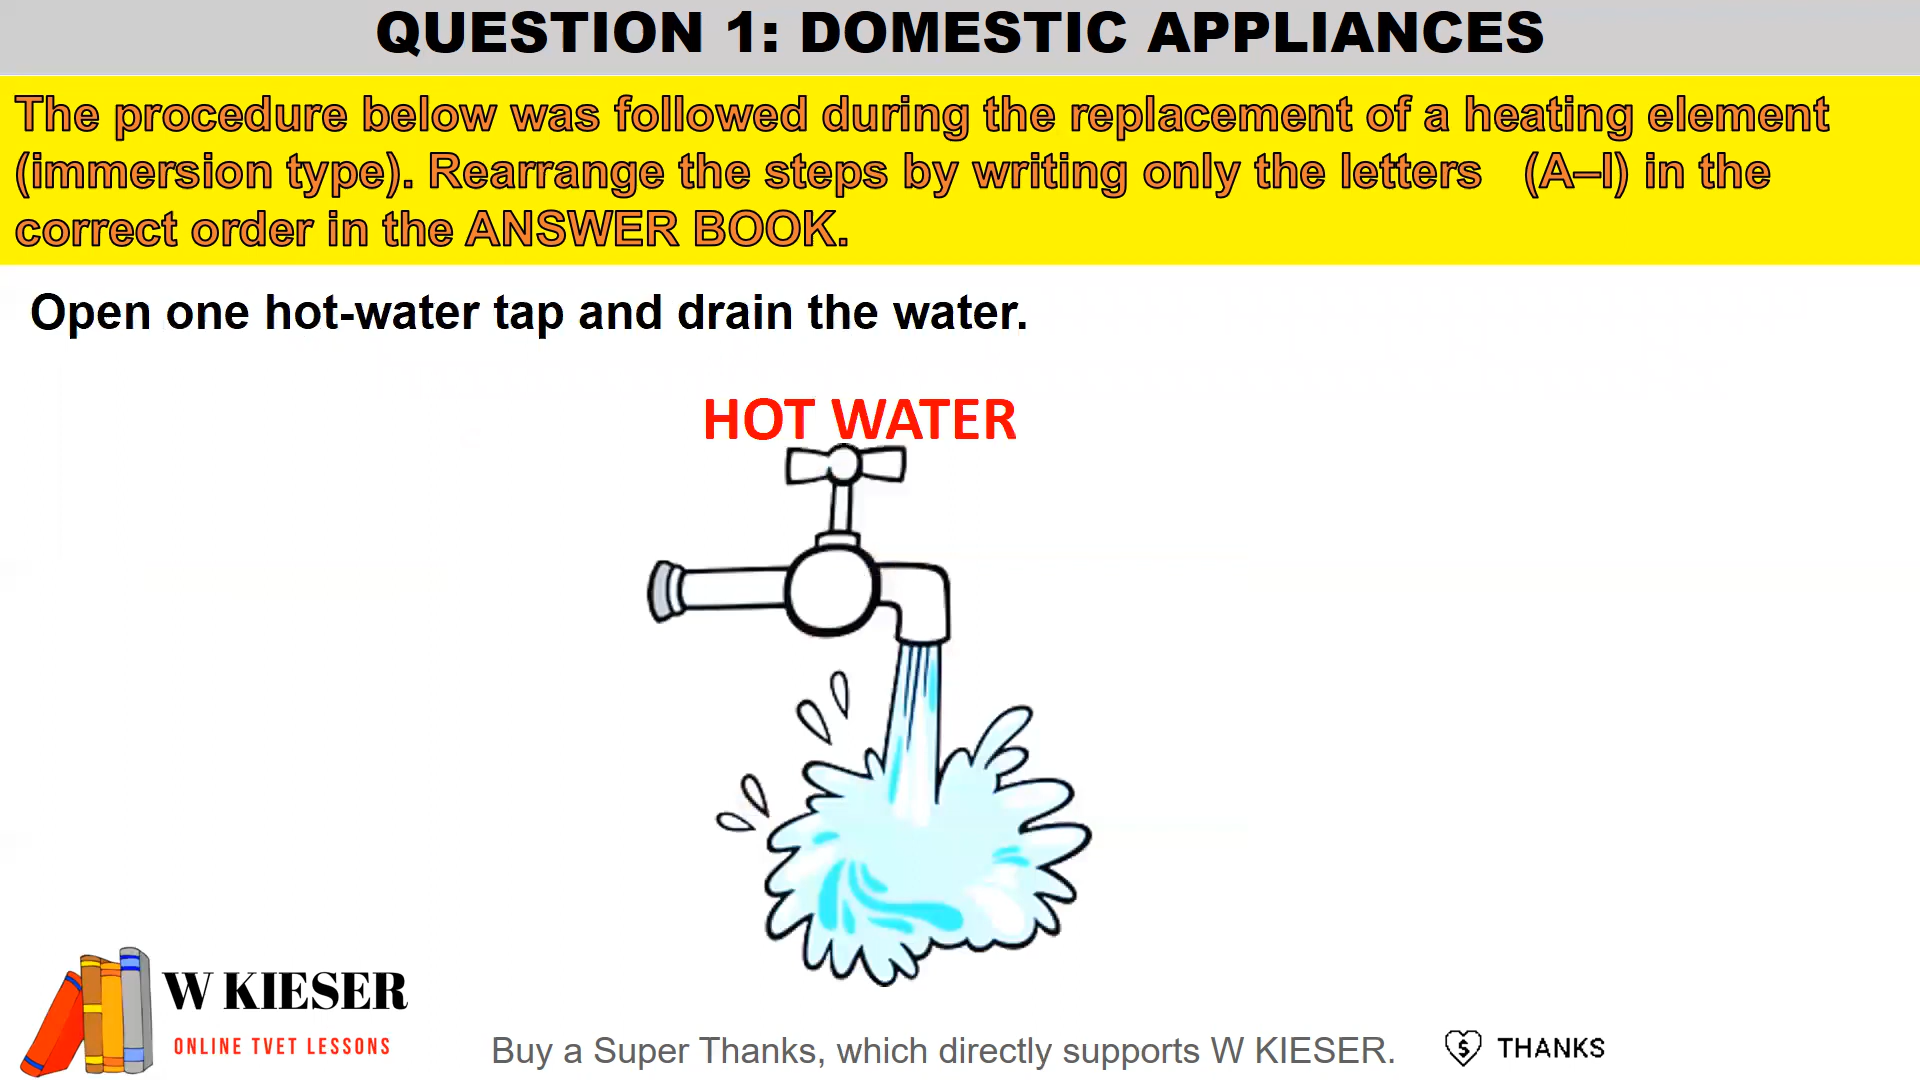 QUESTION 1: DOMESTIC APPLIANCES
The procedure below was followed during the replacement of a heating element
(immersion type). Rearrange the steps by writing only the letters (A–I) in the
correct order in the ANSWER BOOK.
Open one hot-water tap and drain the water.
HOT WATER
W KIESER
ONLINE TVET LESSONS
Buy a Super Thanks, which directly supports W KIESER.
$ THANKS